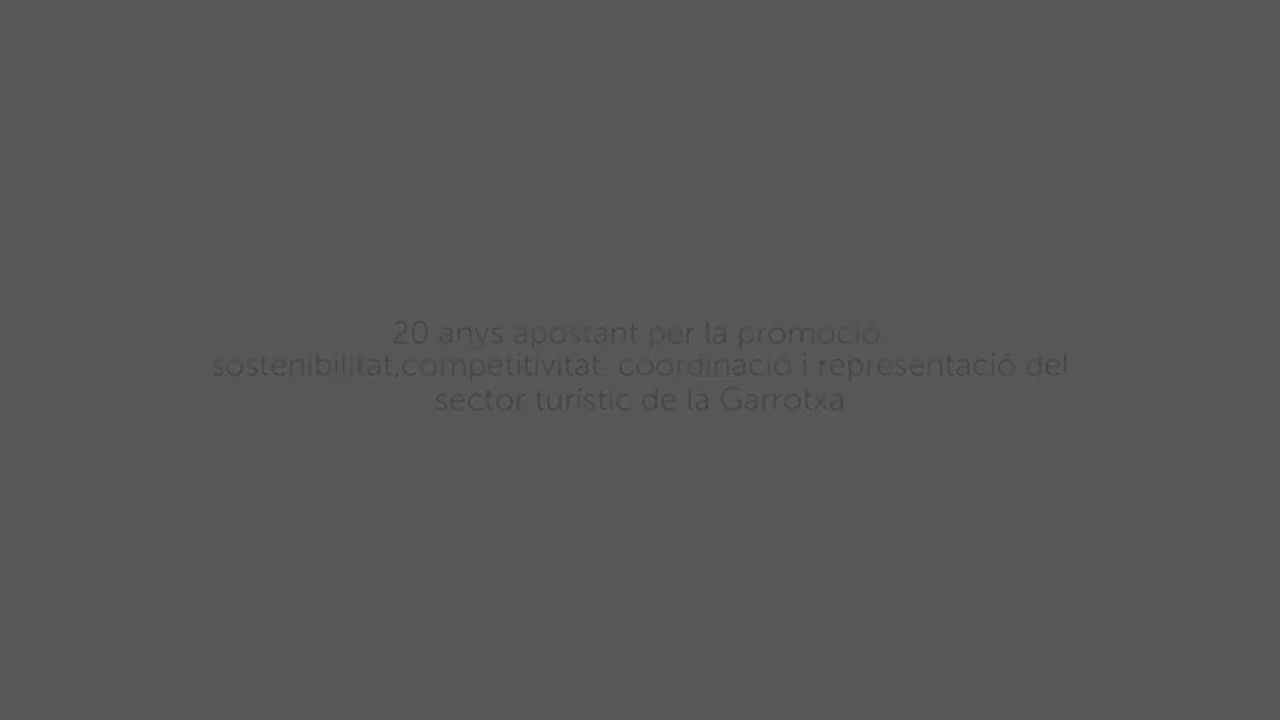 20 anys apostant per la promoció
sostenibilitat,competitivitat, coordinació i representació del
sector turístic de la Garrotxa